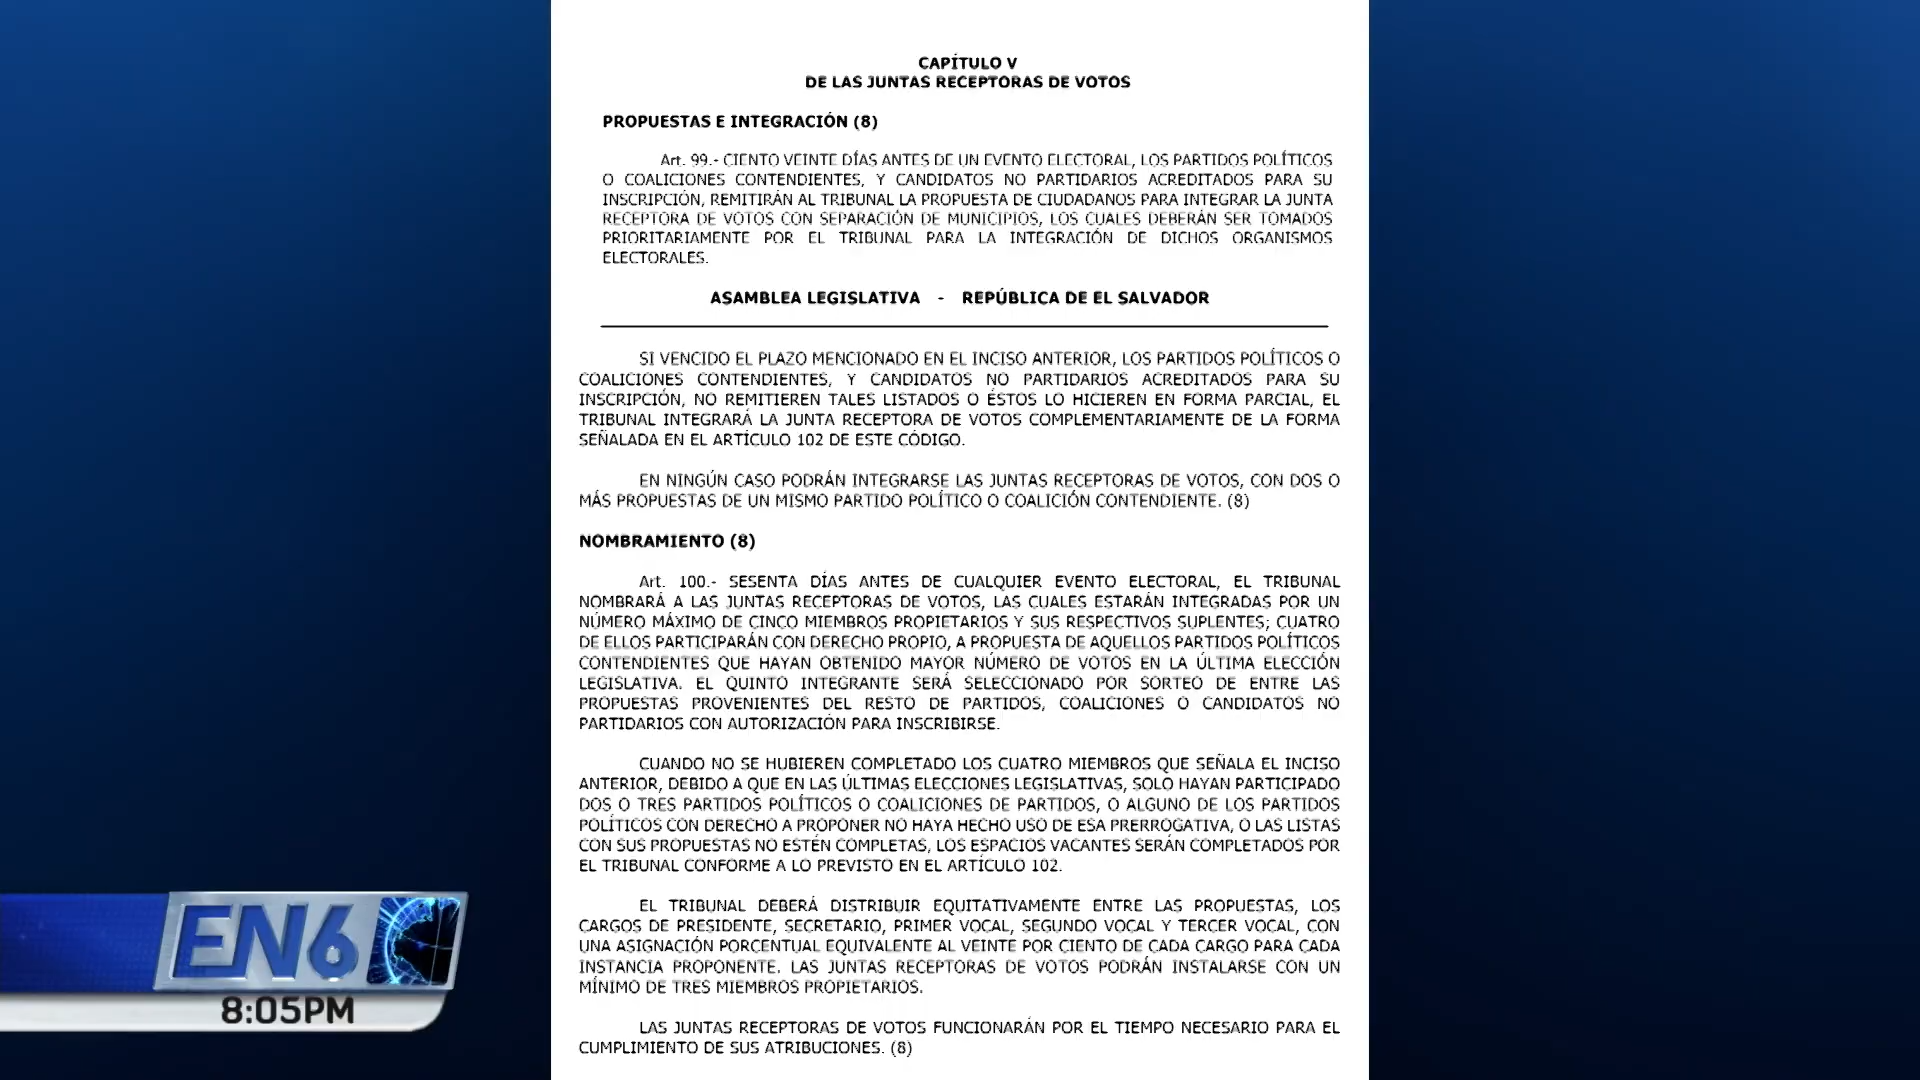 CAPÍTULO V
DE LAS JUNTAS RECEPTORAS DE VOTOS
PROPUESTAS E INTEGRACIÓN (8)
Art. 99.- CIENTO VEINTE DÍAS ANTES DE UN EVENTO ELECTORAL, LOS PARTIDOS POLÍTICOS
O COALICIONES CONTENDIENTES, Y CANDIDATOS NO PARTIDARIOS ACREDITADOS PARA SU
INSCRIPCIÓN, REMITIRÁN AL TRIBUNAL LA PROPUESTA DE CIUDADANOS PARA INTEGRAR LA JUNTA
RECEPTORA DE VOTOS CON SEPARACIÓN DE MUNICIPIOS, LOS CUALES DEBERÁN SER TOMADOS
PRIORITARIAMENTE POR EL TRIBUNAL PARA LA INTEGRACIÓN DE DICHOS ORGANISMOS
ELECTORALES.
ASAMBLEA LEGISLATIVA - REPÚBLICA DE EL SALVADOR
SI VENCIDO EL PLAZO MENCIONADO EN EL INCISO ANTERIOR, LOS PARTIDOS POLÍTICOS O
COALICIONES CONTENDIENTES, Y CANDIDATOS NO PARTIDARIOS ACREDITADOS PARA SU
INSCRIPCIÓN, NO REMITIEREN TALES LISTADOS O ÉSTOS LO HICIEREN EN FORMA PARCIAL, EL
TRIBUNAL INTEGRARÁ LA JUNTA RECEPTORA DE VOTOS COMPLEMENTARIAMENTE DE LA FORMA
SEÑALADA EN EL ARTÍCULO 102 DE ESTE CÓDIGO.
EN NINGÚN CASO PODRÁN INTEGRARSE LAS JUNTAS RECEPTORAS DE VOTOS, CON DOS O
MÁS PROPUESTAS DE UN MISMO PARTIDO POLÍTICO O COALICIÓN CONTENDIENTE. (8)
NOMBRAMIENTO (8)
Art. 100.- SESENTA DÍAS ANTES DE CUALQUIER EVENTO ELECTORAL, EL TRIBUNAL
NOMBRARÁ A LAS JUNTAS RECEPTORAS DE VOTOS, LAS CUALES ESTARÁN INTEGRADAS POR UN
NÚMERO MÁXIMO DE CINCO MIEMBROS PROPIETARIOS Y SUS RESPECTIVOS SUPLENTES; CUATRO
DE ELLOS PARTICIPARÁN CON DERECHO PROPIO, A PROPUESTA DE AQUELLOS PARTIDOS POLÍTICOS
CONTENDIENTES QUE HAYAN OBTENIDO MAYOR NÚMERO DE VOTOS EN LA ÚLTIMA ELECCIÓN
LEGISLATIVA. EL QUINTO INTEGRANTE SERÁ SELECCIONADO POR SORTEO DE ENTRE LAS
PROPUESTAS PROVENIENTES DEL RESTO DE PARTIDOS, COALICIONES O CANDIDATOS NO
PARTIDARIOS CON AUTORIZACIÓN PARA INSCRIBIRSE.
CUANDO NO SE HUBIEREN COMPLETADO LOS CUATRO MIEMBROS QUE SEÑALA EL INCISO
ANTERIOR, DEBIDO A QUE EN LAS ÚLTIMAS ELECCIONES LEGISLATIVAS, SOLO HAYAN PARTICIPADO
DOS O TRES PARTIDOS POLÍTICOS O COALICIONES DE PARTIDOS, O ALGUNO DE LOS PARTIDOS
POLÍTICOS CON DERECHO A PROPONER NO HAYA HECHO USO DE ESA PRERROGATIVA, O LAS LISTAS
CON SUS PROPUESTAS NO ESTÉN COMPLETAS, LOS ESPACIOS VACANTES SERÁN COMPLETADOS POR
EL TRIBUNAL CONFORME A LO PREVISTO EN EL ARTÍCULO 102.
EL TRIBUNAL DEBERÁ DISTRIBUIR EQUITATIVAMENTE ENTRE LAS PROPUESTAS, LOS
CARGOS DE PRESIDENTE, SECRETARIO, PRIMER VOCAL, SEGUNDO VOCAL Y TERCER VOCAL, CON
UNA ASIGNACIÓN PORCENTUAL EQUIVALENTE AL VEINTE POR CIENTO DE CADA CARGO PARA CADA
INSTANCIA PROPONENTE. LAS JUNTAS RECEPTORAS DE VOTOS PODRÁN INSTALARSE CON UN
MÍNIMO DE TRES MIEMBROS PROPIETARIOS.
LAS JUNTAS RECEPTORAS DE VOTOS FUNCIONARÁN POR EL TIEMPO NECESARIO PARA EL
CUMPLIMIENTO DE SUS ATRIBUCIONES. (8)
EN6
8:05PM